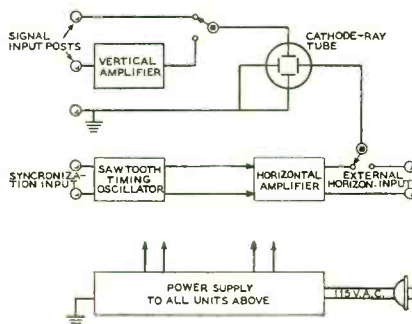 SIGNAL
INPUT POSTS
VERTICAL
AMPLIFIER
CATHODE-RAY
TUBE
SYNCRONIZA-
TION INPUT
SAWTOOTH
TIMING
OSCILLATOR
HORIZONTAL
AMPLIFIER
EXTERNAL
HORIZON. INPUT
POWER SUPPLY
TO ALL UNITS ABOVE
115 V. A.C.